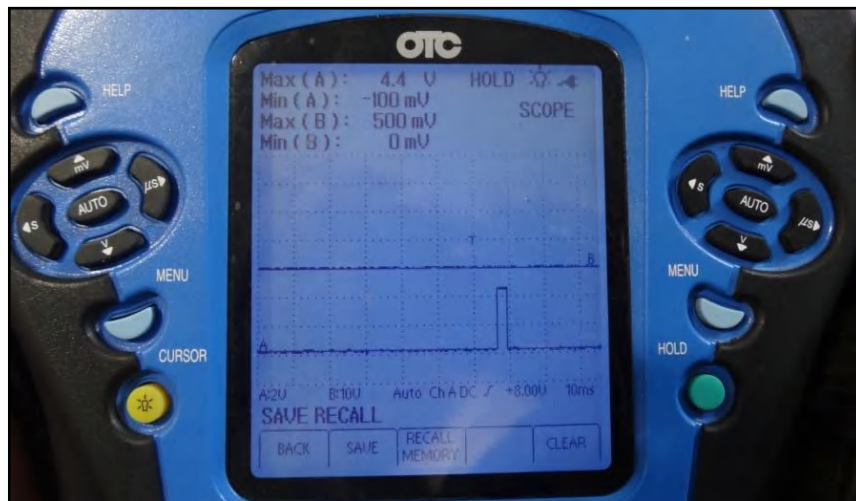 OTC
Max (A): 4.4 V HOLD
Min (A): -100 mV
Max (B): 500 mV SCOPE
Min (B): 0 mV
T
B
A
A:2V B:10V Auto Ch A DC +8.00V 10ms
SAVE RECALL
BACK SAVE RECALL MEMORY CLEAR
HELP
mV
s AUTO µs
V
MENU
CURSOR
HELP
mV
s AUTO µs
V
MENU
HOLD